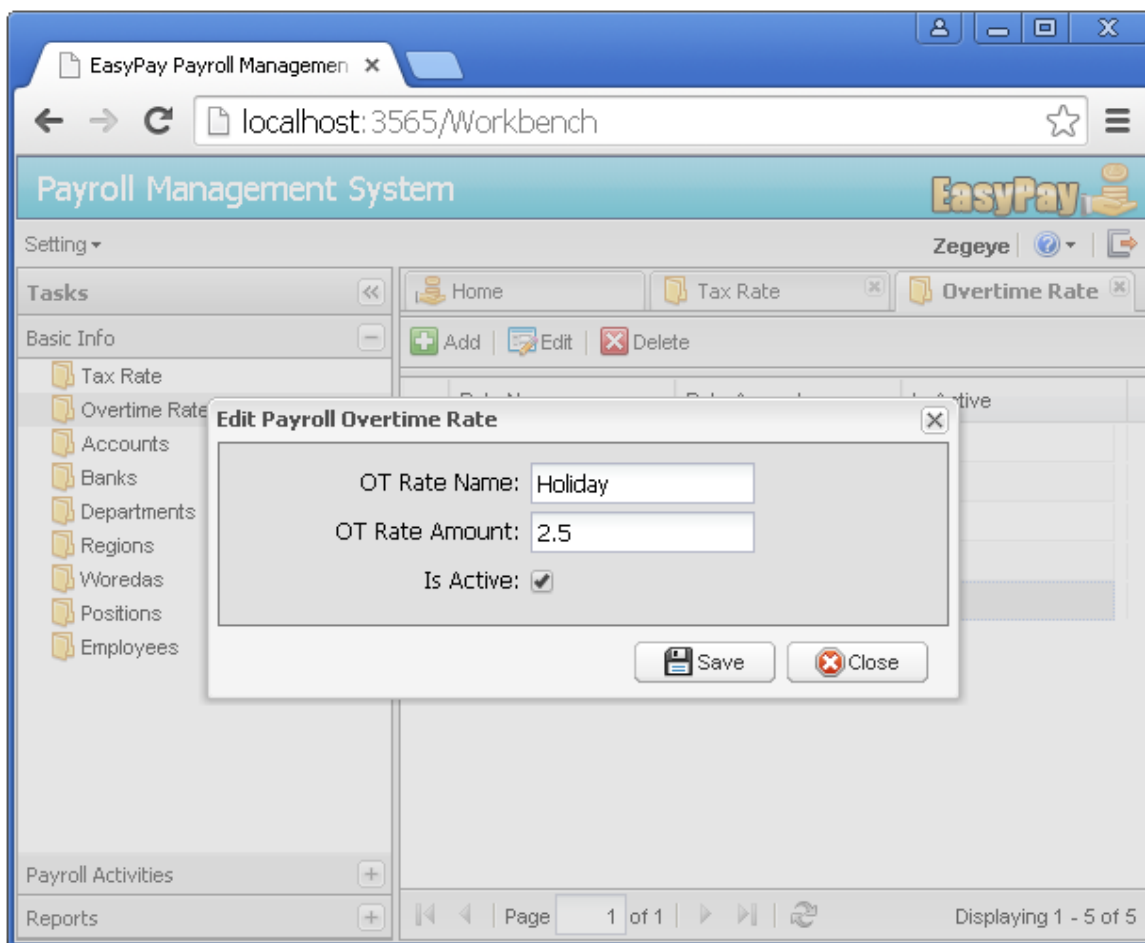 EasyPay Payroll Managemen
localhost:3565/Workbench
Payroll Management System
EasyPay
Setting
Zegeye
Tasks
Home
Tax Rate
Overtime Rate
Basic Info
Add
Edit
Delete
Tax Rate
Overtime Rate
Accounts
Banks
Departments
Regions
Woredas
Positions
Employees
Edit Payroll Overtime Rate
OT Rate Name: Holiday
OT Rate Amount: 2.5
Is Active:
Save
Close
Payroll Activities
Reports
Page 1 of 1
Displaying 1 - 5 of 5